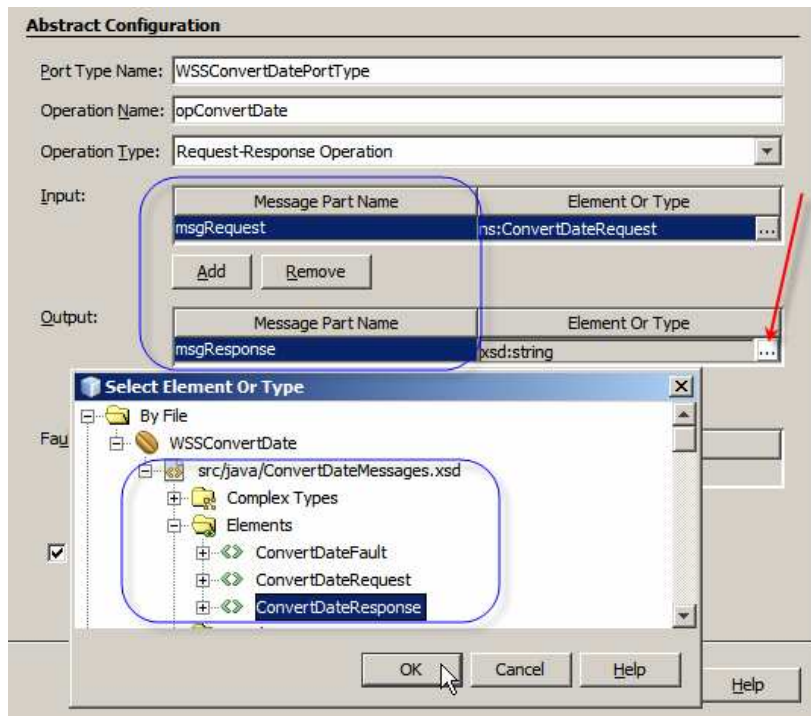 Abstract Configuration
Port Type Name: WSSConvertDatePortType
Operation Name: opConvertDate
Operation Type: Request-Response Operation
Input:
Message Part Name Element Or Type
msgRequest ns:ConvertDateRequest ...
Add Remove
Output:
Message Part Name Element Or Type
msgResponse xsd:string ...
Select Element Or Type
By File
Fau
WSSConvertDate
src/java/ConvertDateMessages.xsd
Complex Types
Elements
ConvertDateFault
ConvertDateRequest
ConvertDateResponse
OK Cancel Help
Help